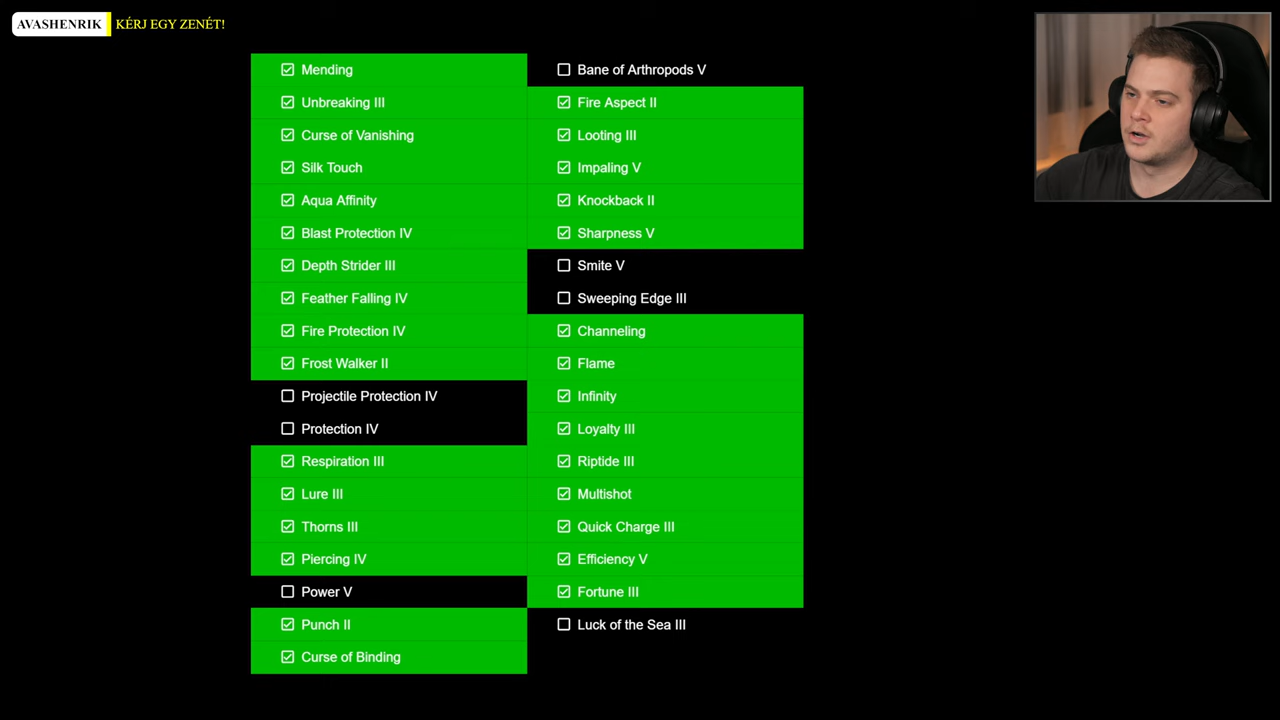 AVASHENRIK KÉRJ EGY ZENÉT!
Mending
Unbreaking III
Curse of Vanishing
Silk Touch
Aqua Affinity
Blast Protection IV
Depth Strider III
Feather Falling IV
Fire Protection IV
Frost Walker II
Projectile Protection IV
Protection IV
Respiration III
Lure III
Thorns III
Piercing IV
Power V
Punch II
Curse of Binding
Bane of Arthropods V
Fire Aspect II
Looting III
Impaling V
Knockback II
Sharpness V
Smite V
Sweeping Edge III
Channeling
Flame
Infinity
Loyalty III
Riptide III
Multishot
Quick Charge III
Efficiency V
Fortune III
Luck of the Sea III